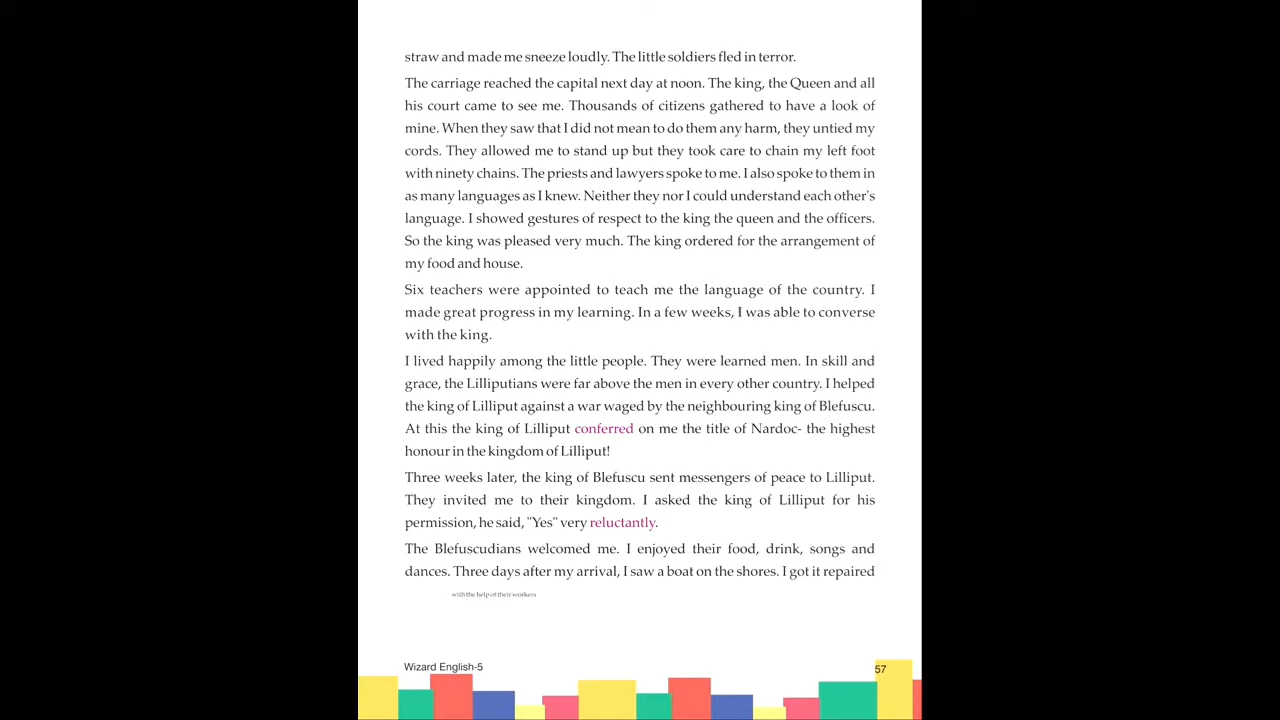 straw and made me sneeze loudly. The little soldiers fled in terror.
The carriage reached the capital next day at noon. The king, the Queen and all
his court came to see me. Thousands of citizens gathered to have a look of
mine. When they saw that I did not mean to do them any harm, they untied my
cords. They allowed me to stand up but they took care to chain my left foot
with ninety chains. The priests and lawyers spoke to me. I also spoke to them in
as many languages as I knew. Neither they nor I could understand each other's
language. I showed gestures of respect to the king the queen and the officers.
So the king was pleased very much. The king ordered for the arrangement of
my food and house.
Six teachers were appointed to teach me the language of the country. I
made great progress in my learning. In a few weeks, I was able to converse
with the king.
I lived happily among the little people. They were learned men. In skill and
grace, the Lilliputians were far above the men in every other country. I helped
the king of Lilliput against a war waged by the neighbouring king of Blefuscu.
At this the king of Lilliput conferred on me the title of Nardoc- the highest
honour in the kingdom of Lilliput!
Three weeks later, the king of Blefuscu sent messengers of peace to Lilliput.
They invited me to their kingdom. I asked the king of Lilliput for his
permission, he said, "Yes" very reluctantly.
The Blefuscudians welcomed me. I enjoyed their food, drink, songs and
dances. Three days after my arrival, I saw a boat on the shores. I got it repaired
with the help of their workers
Wizard English-5
57